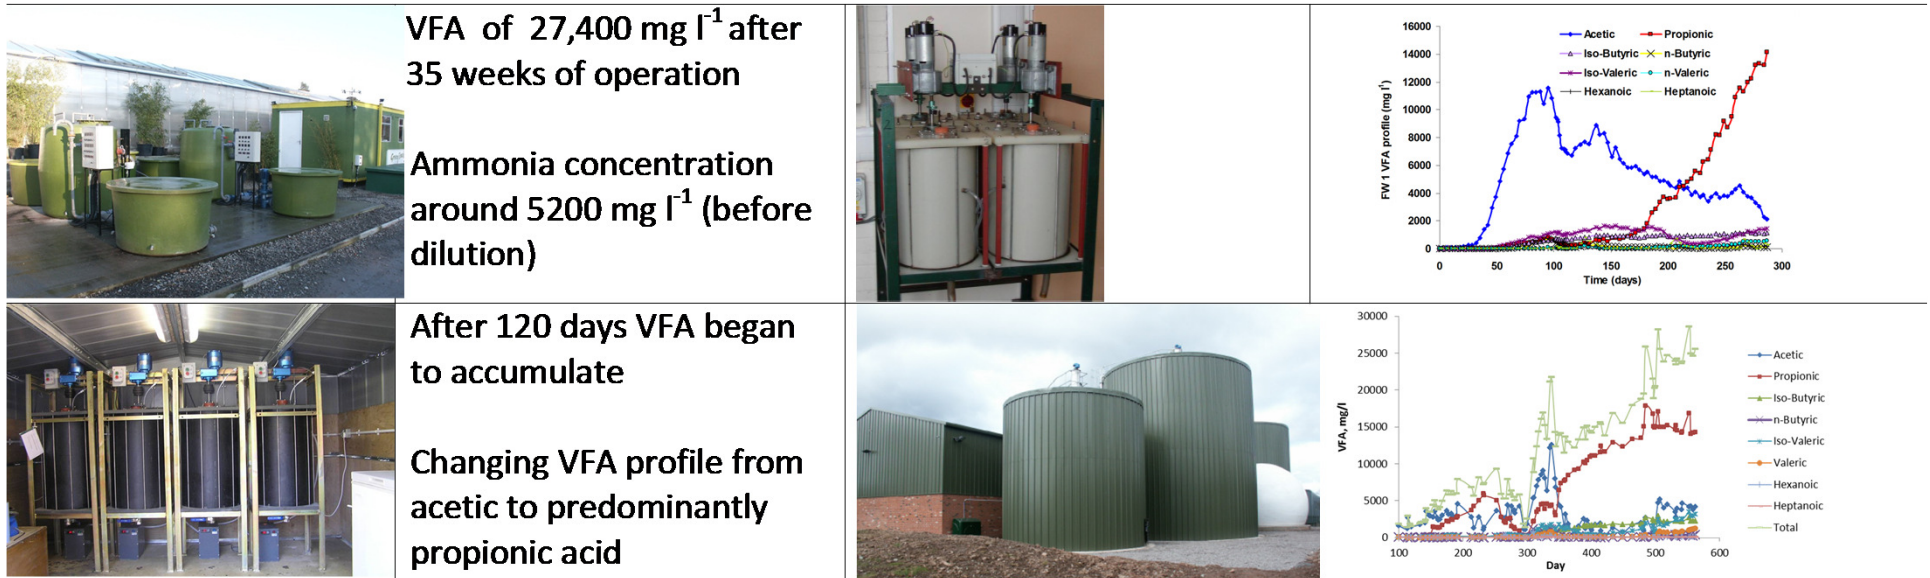 VFA of 27,400 mg l⁻¹ after
35 weeks of operation
Ammonia concentration
around 5200 mg l⁻¹ (before
dilution)
16000
14000
12000
10000
8000
6000
4000
2000
0
FW 1 VFA profile (mg l⁻¹)
Acetic
Propionic
Iso-Butyric
n-Butyric
Iso-Valeric
n-Valeric
Hexanoic
Heptanoic
0 50 100 150 200 250 300
Time (days)
After 120 days VFA began
to accumulate
Changing VFA profile from
acetic to predominantly
propionic acid
30000
25000
20000
15000
10000
5000
0
VFA, mg/l
100 200 300 400 500 600
Day
Acetic
Propionic
Iso-Butyric
n-Butyric
Iso-Valeric
Valeric
Hexanoic
Heptanoic
Total